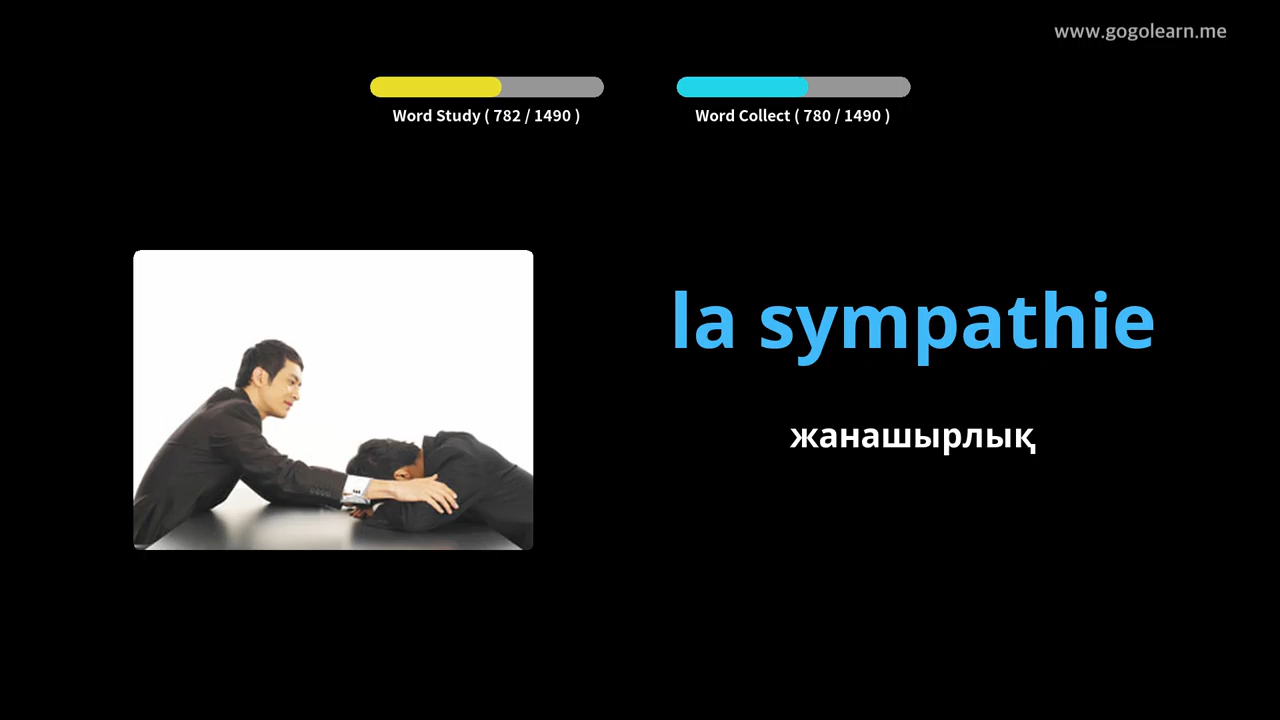 www.gogolearn.me
Word Study ( 782 / 1490 )
Word Collect ( 780 / 1490 )
la sympathie
жанашырлық